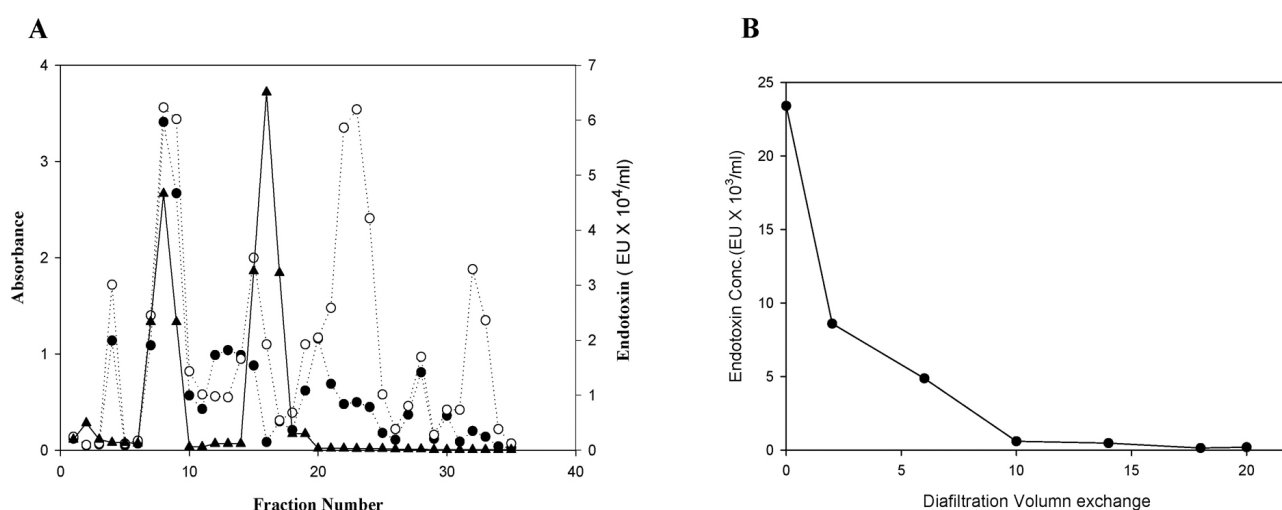 A
Absorbance
4
3
2
1
0
0 10 20 30 40
Fraction Number
7
6
5
4
3
2
1
0
Endotoxin ( EU X 10⁴/ml)
B
Endotoxin Conc.(EU X 10³/ml)
25
20
15
10
5
0
0 5 10 15 20
Diafiltration Volumn exchange